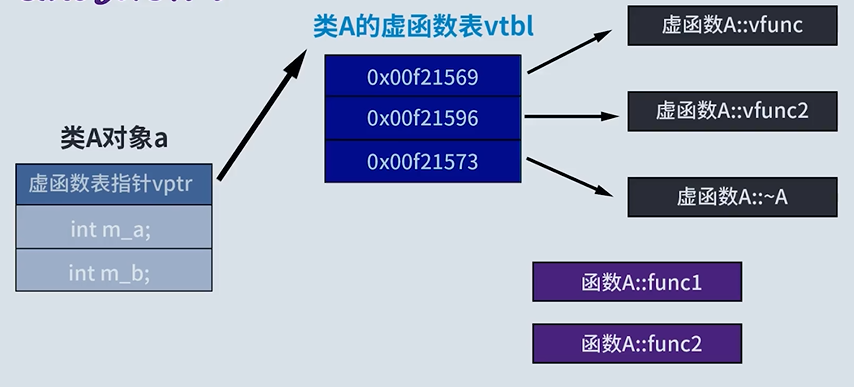 类A的虚函数表vtbl
虚函数A::vfunc
0x00f21569
虚函数A::vfunc2
0x00f21596
类A对象a
0x00f21573
虚函数表指针vptr
虚函数A::~A
int m_a;
int m_b;
函数A::func1
函数A::func2